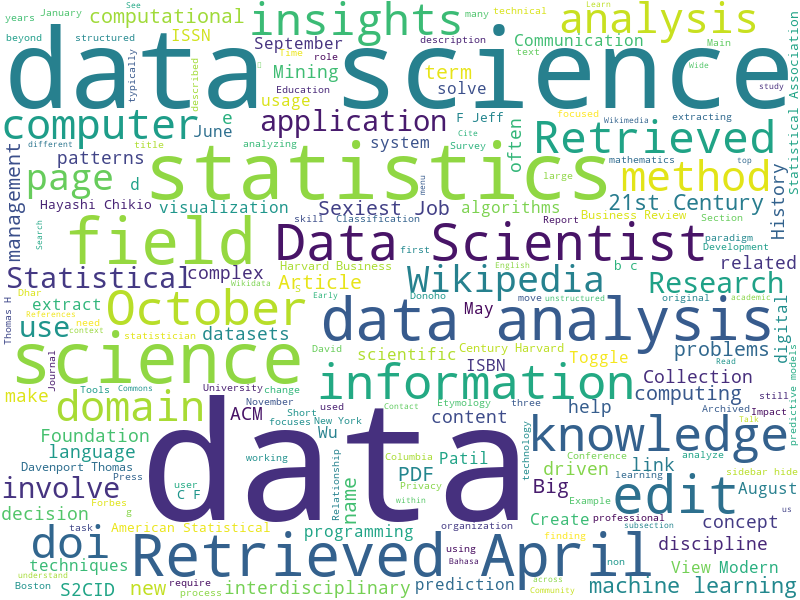 years
January
See
many
technical
Learn
beyond
structured
computational
insights
description
analysis
Main
data science
ISSN
September
Communication
role
text
Wide
typically
described
Time
Mining
term
solve
Education
usage
focused
study
Statistical Association
computer
e
June
application
F Jeff
Cite
Survey
Wikimedia
extracting
Retrieved
different
title
analyzing
system
often
mathematics
top
patterns
statistics
large
method
page
d
menu
management
Hayashi Chikio
visualization
Sexiest Job
algorithms
21st Century
History
skill
Classification
Report
Business Review
Section
field
Data Scientist
first
paradigm
Development
related
Search
Statistical
complex
Harvard Business
Article
English
b c
Wikipedia
Research
Wikidata
Dhar
extract
October
Early
Donoho
move
unstructured
original
academic
Thomas H
References
use
need
context
datasets
statistician
May
data analysis
digital
science
David
scientific
Century Harvard
Toggle
problems
Read
Journal
ISBN
information
Collection
predictive models
make
Tools
Commons
University
change
computing
still
domain
November
Short
used
Contact
Etymology
three
help
Archived
Impact
ACM
focuses
New York
content
Talk
Foundation
data
Wu
knowledge
language
working
Relationship
Columbia
Patil
technology
Conference
analyze
Davenport Thomas
Press
user
PDF
Privacy
driven
link
learning
sidebar hide
involve
C F
name
within
Big
Example
edit
August
us
decision
Forbes
g
Create
professional
concept
doi
task
American Statistical
programming
organization
subsection
Retrieved April
using
finding
non
discipline
techniques
Bahasa
across
View
Modern
understand
Boston
S2CID
new
require
process
interdisciplinary
prediction
Community
machine learning